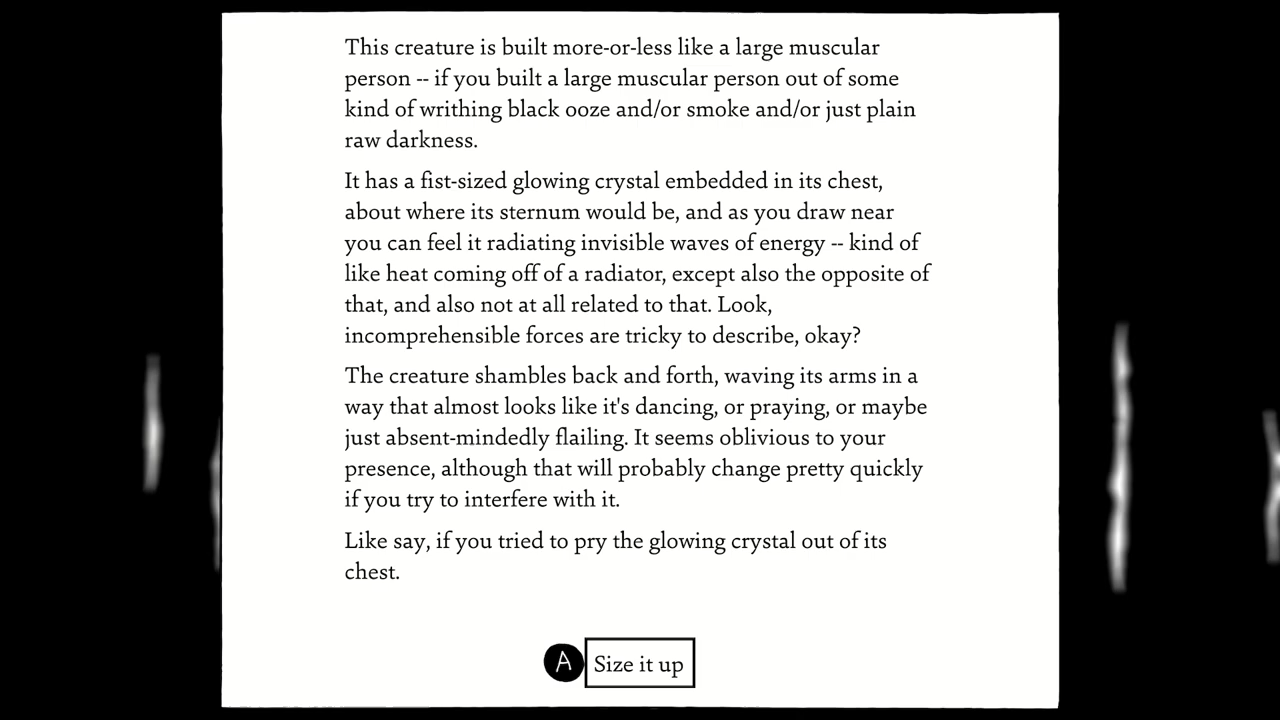 This creature is built more-or-less like a large muscular
person -- if you built a large muscular person out of some
kind of writhing black ooze and/or smoke and/or just plain
raw darkness.
It has a fist-sized glowing crystal embedded in its chest,
about where its sternum would be, and as you draw near
you can feel it radiating invisible waves of energy -- kind of
like heat coming off of a radiator, except also the opposite of
that, and also not at all related to that. Look,
incomprehensible forces are tricky to describe, okay?
The creature shambles back and forth, waving its arms in a
way that almost looks like it's dancing, or praying, or maybe
just absent-mindedly flailing. It seems oblivious to your
presence, although that will probably change pretty quickly
if you try to interfere with it.
Like say, if you tried to pry the glowing crystal out of its
chest.
A Size it up